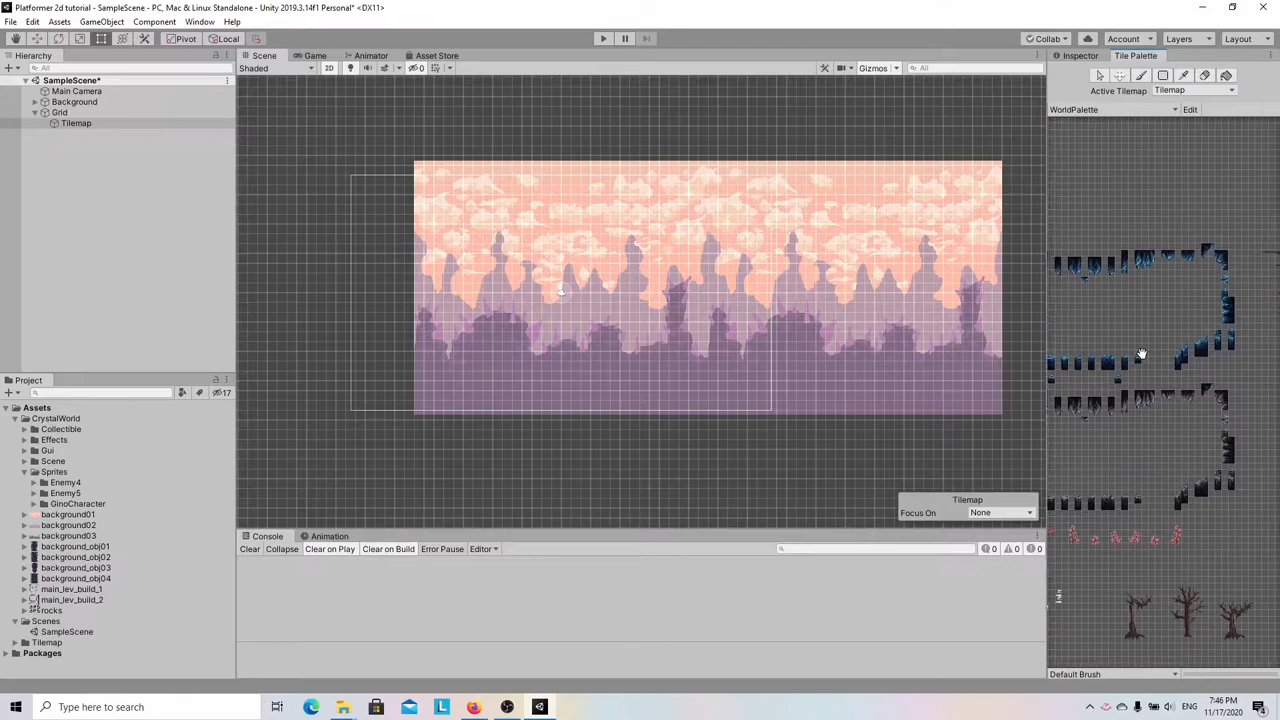 Platformer 2d tutorial - SampleScene - PC, Mac & Linux Standalone - Unity 2019.3.14f1 Personal* <DX11>
File Edit Assets GameObject Component Window Help
Pivot Local Collab Account Layers Layout
Hierarchy
All
SampleScene*
Main Camera
Background
Grid
Tilemap
Scene Game Animator Asset Store
Shaded 2D 0 Gizmos All
Tilemap
Focus On None
Inspector Tile Palette
Active Tilemap Tilemap
WorldPalette Edit
Default Brush
Project
17
Assets
CrystalWorld
Collectible
Effects
Gui
Scene
Sprites
Enemy4
Enemy5
GinoCharacter
background01
background02
background03
background_obj01
background_obj02
background_obj03
background_obj04
main_lev_build_1
main_lev_build_2
rocks
Scenes
SampleScene
Tilemap
Packages
Console Animation
Clear Collapse Clear on Play Clear on Build Error Pause Editor 0 0 0
Type here to search
ENG
7:46 PM
11/17/2020
4